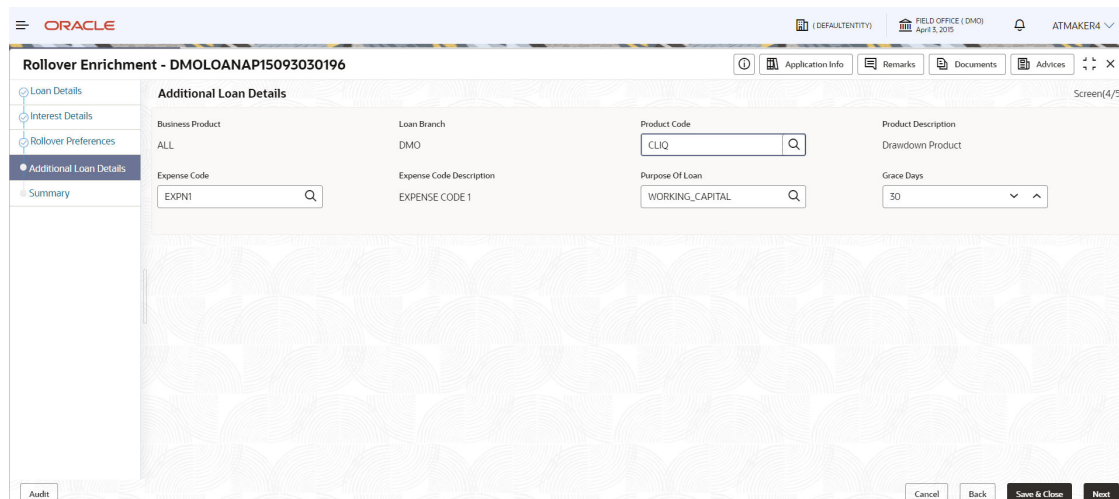 ORACLE
( DEFAULTENTITY)
FIELD OFFICE ( DMO)
April 3, 2015
ATMAKER4
Rollover Enrichment - DMOLOANAP15093030196
Application Info
Remarks
Documents
Advices
Loan Details
Interest Details
Rollover Preferences
Additional Loan Details
Summary
Additional Loan Details
Screen(4/5
Business Product
Loan Branch
Product Code
Product Description
ALL
DMO
CLIQ
Drawdown Product
Expense Code
Expense Code Description
Purpose Of Loan
Grace Days
EXPN1
EXPENSE CODE 1
WORKING_CAPITAL
30
Audit
Cancel
Back
Save & Close
Next